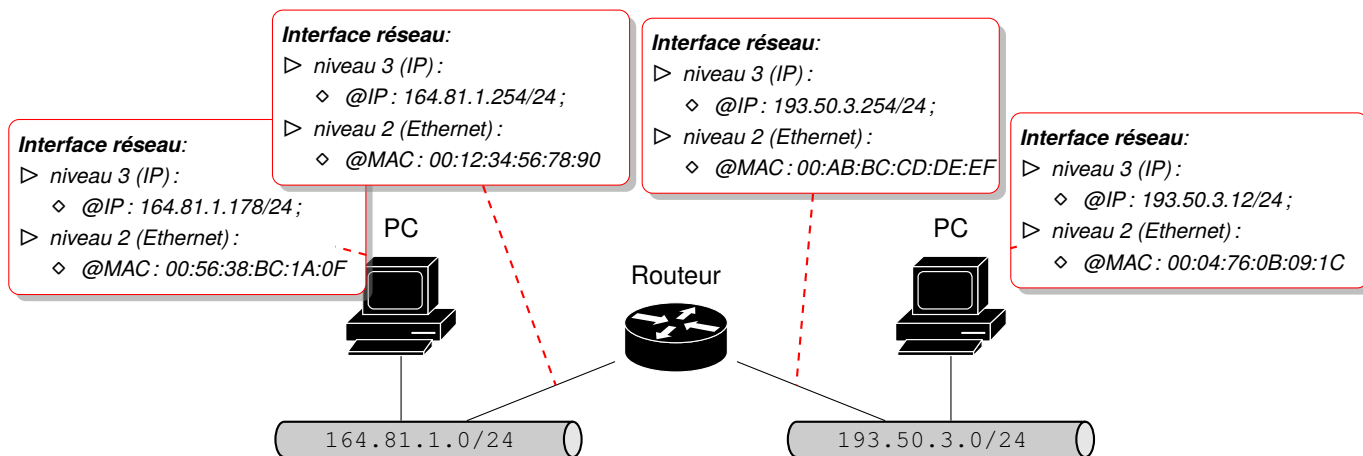 Interface réseau:
▷ niveau 3 (IP) :
◇ @IP : 164.81.1.178/24 ;
▷ niveau 2 (Ethernet) :
◇ @MAC : 00:56:38:BC:1A:0F
Interface réseau:
▷ niveau 3 (IP) :
◇ @IP : 164.81.1.254/24 ;
▷ niveau 2 (Ethernet) :
◇ @MAC : 00:12:34:56:78:90
Interface réseau:
▷ niveau 3 (IP) :
◇ @IP : 193.50.3.254/24 ;
▷ niveau 2 (Ethernet) :
◇ @MAC : 00:AB:BC:CD:DE:EF
Interface réseau:
▷ niveau 3 (IP) :
◇ @IP : 193.50.3.12/24 ;
▷ niveau 2 (Ethernet) :
◇ @MAC : 00:04:76:0B:09:1C
PC
Routeur
PC
164.81.1.0/24
193.50.3.0/24